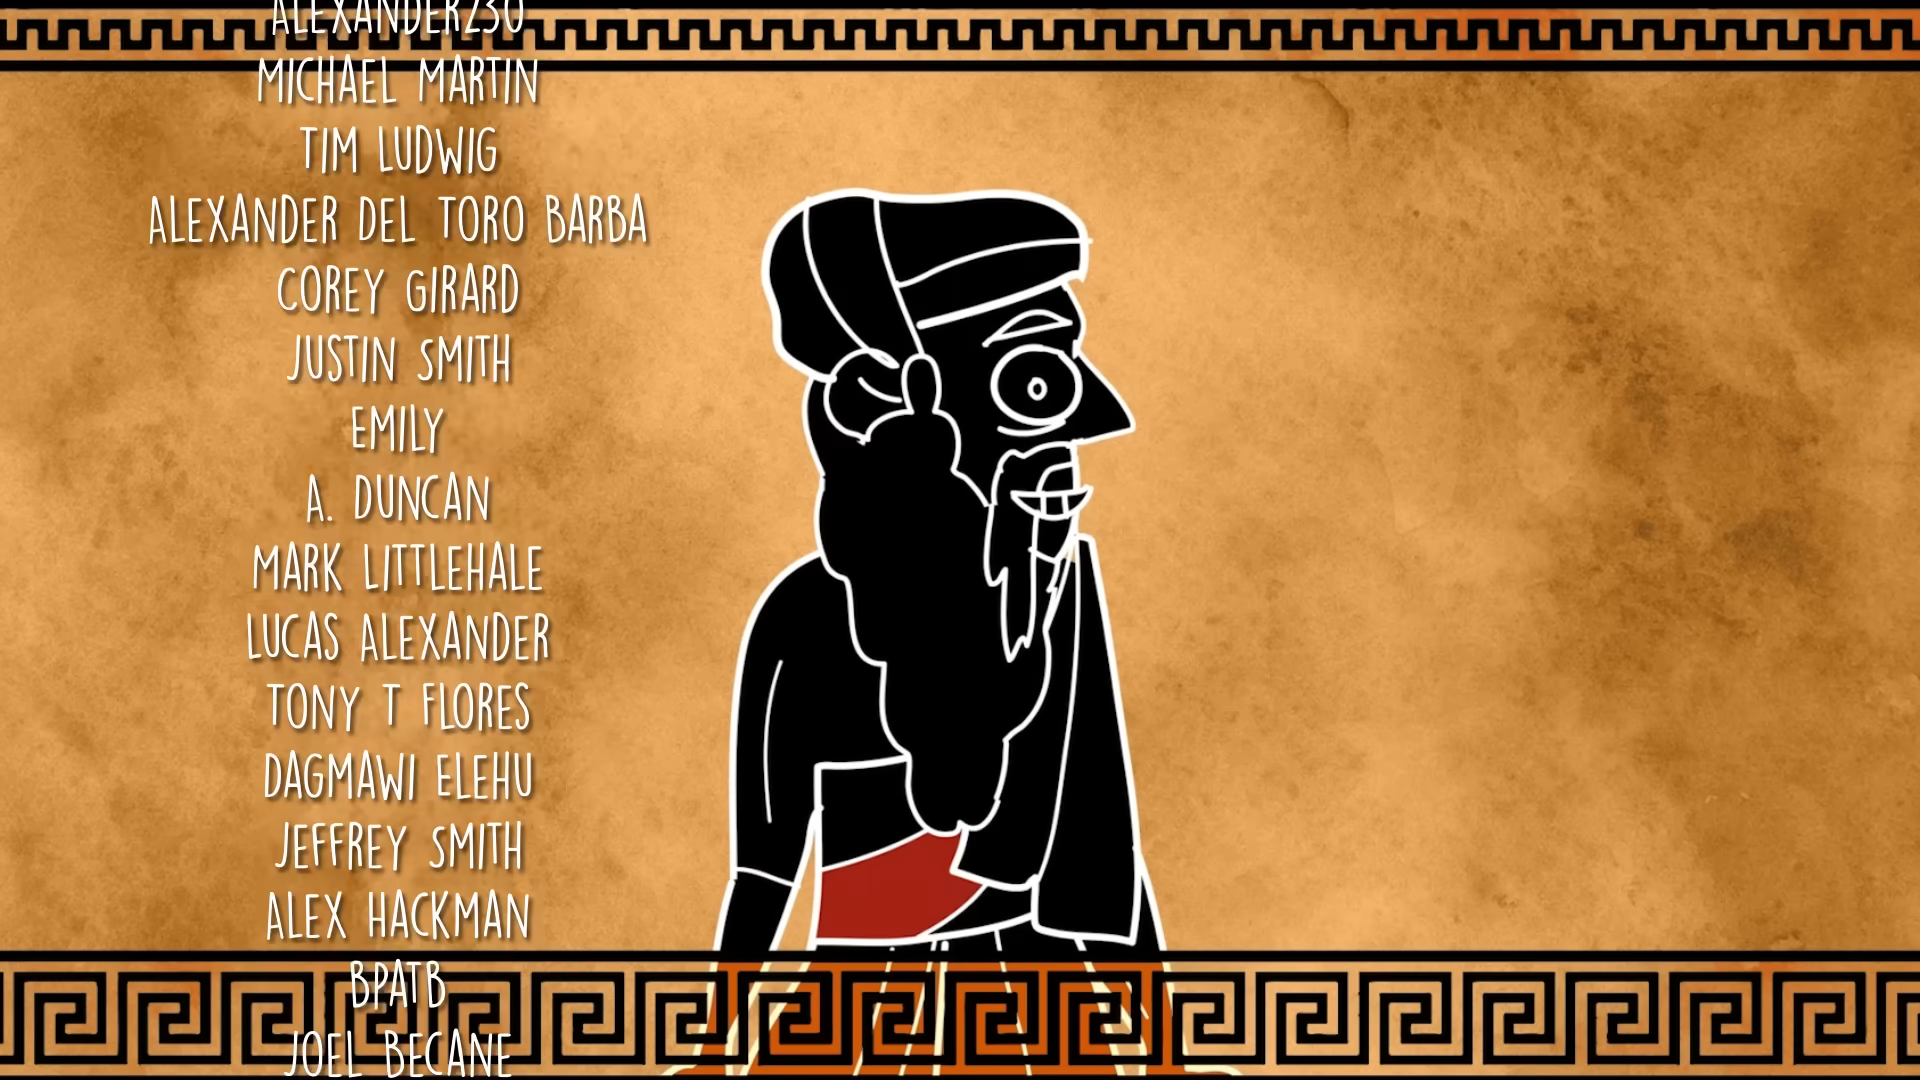 ALEXANDER230
MICHAEL MARTIN
TIM LUDWIG
ALEXANDER DEL TORO BARBA
COREY GIRARD
JUSTIN SMITH
EMILY
A. DUNCAN
MARK LITTLEHALE
LUCAS ALEXANDER
TONY T FLORES
DAGMAWI ELEHU
JEFFREY SMITH
ALEX HACKMAN
BPATB
JOEL BECANE